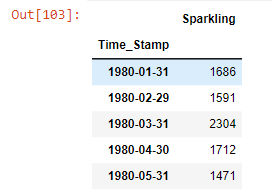 Out[103]:
Sparkling
Time_Stamp
1980-01-31 1686
1980-02-29 1591
1980-03-31 2304
1980-04-30 1712
1980-05-31 1471